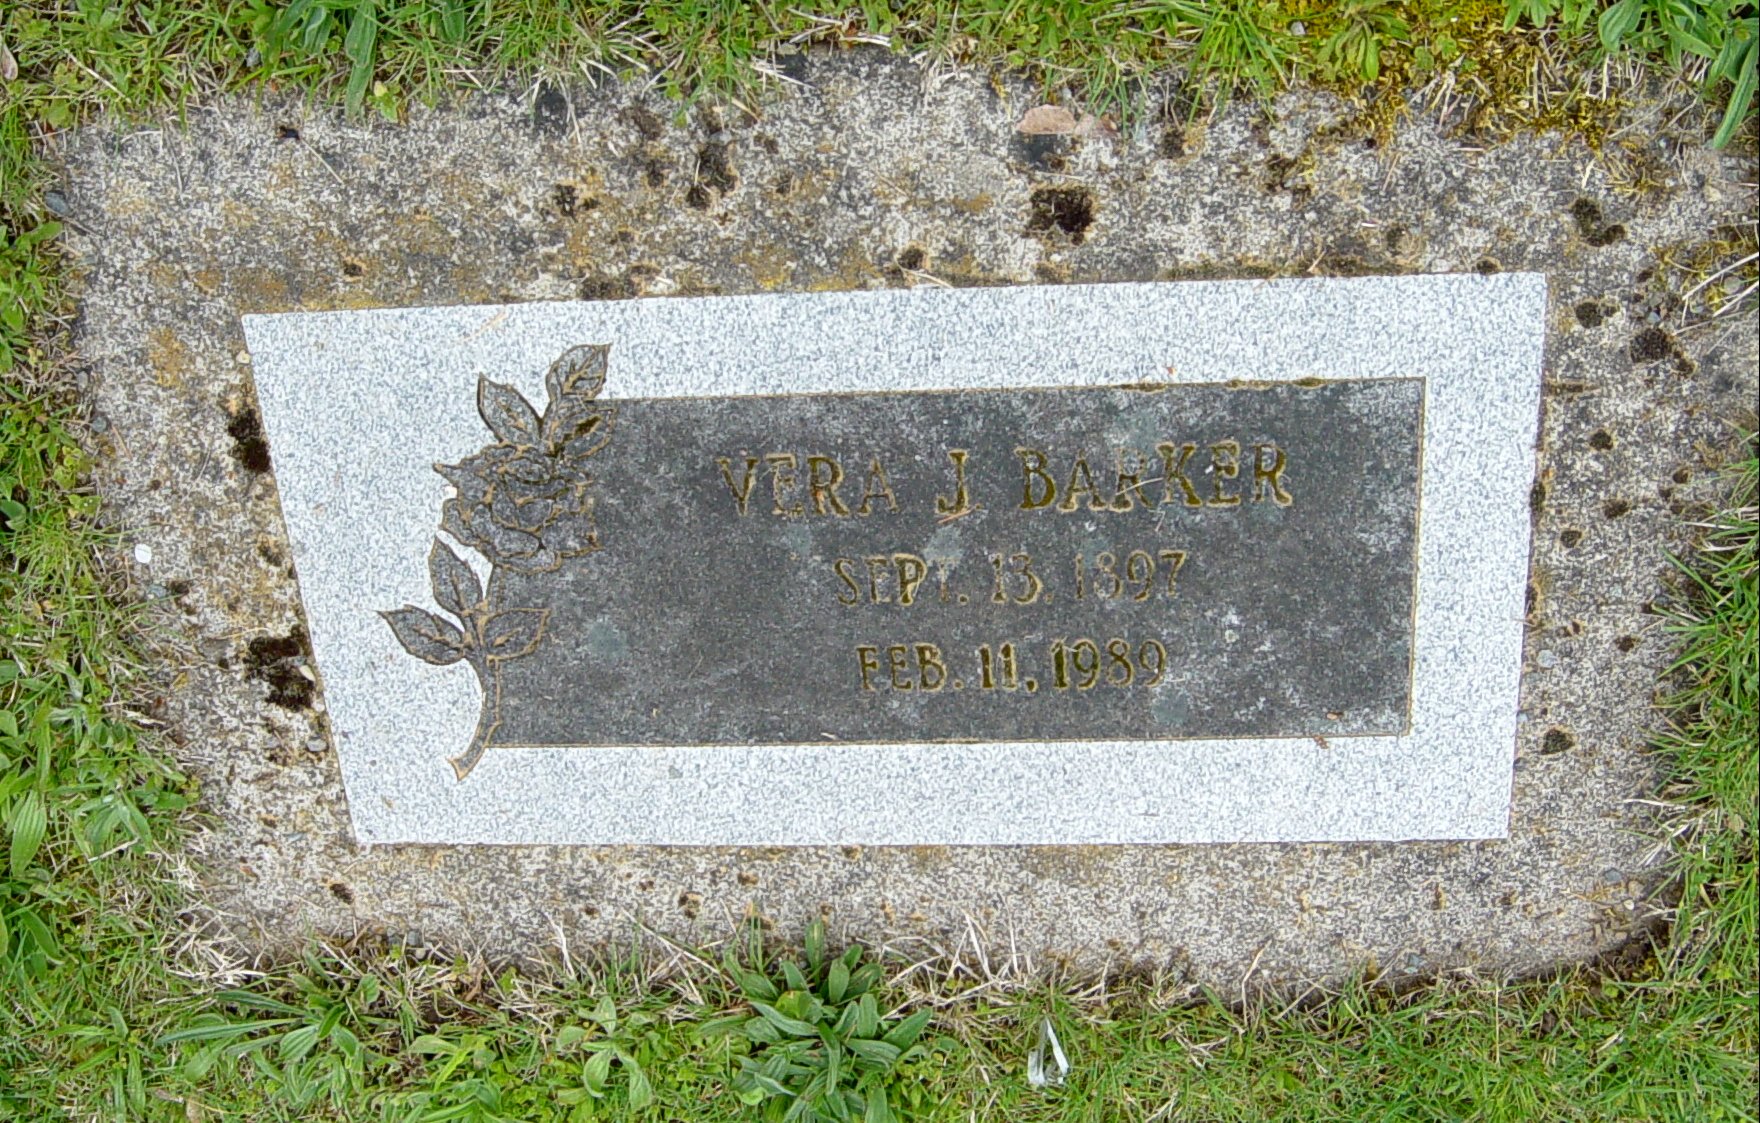 VERA J. BARKER
SEPT. 13, 1897
FEB. 11, 1989